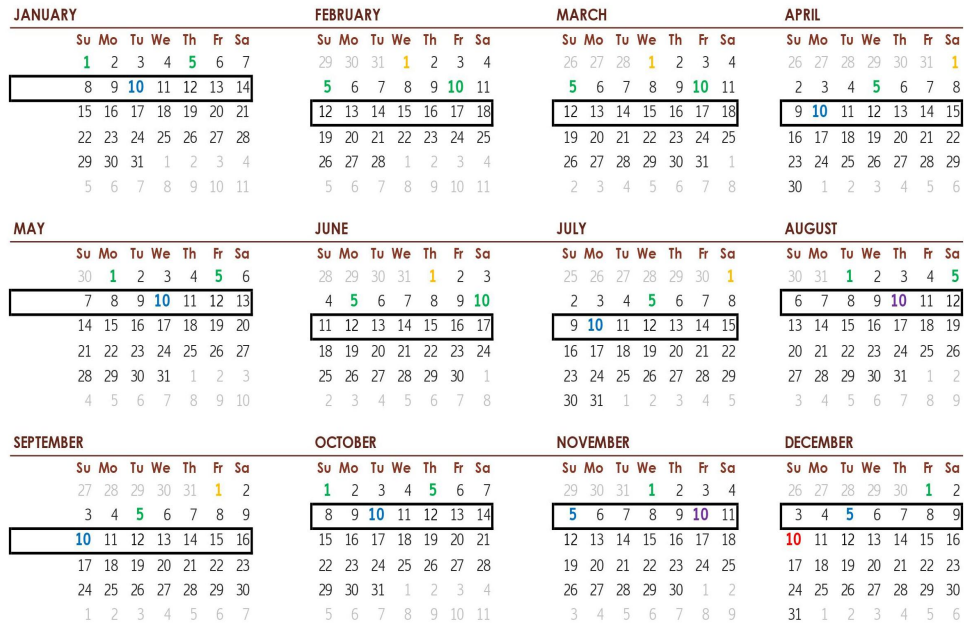 JANUARY FEBRUARY MARCH APRIL
Su Mo Tu We Th Fr Sa Su Mo Tu We Th Fr Sa Su Mo Tu We Th Fr Sa Su Mo Tu We Th Fr Sa
1 2 3 4 5 6 7 29 30 31 1 2 3 4 26 27 28 1 2 3 4 26 27 28 29 30 31 1
8 9 10 11 12 13 14 5 6 7 8 9 10 11 5 6 7 8 9 10 11 2 3 4 5 6 7 8
15 16 17 18 19 20 21 12 13 14 15 16 17 18 12 13 14 15 16 17 18 9 10 11 12 13 14 15
22 23 24 25 26 27 28 19 20 21 22 23 24 25 19 20 21 22 23 24 25 16 17 18 19 20 21 22
29 30 31 1 2 3 4 26 27 28 1 2 3 4 26 27 28 29 30 31 1 23 24 25 26 27 28 29
5 6 7 8 9 10 11 5 6 7 8 9 10 11 2 3 4 5 6 7 8 30 1 2 3 4 5 6
MAY JUNE JULY AUGUST
Su Mo Tu We Th Fr Sa Su Mo Tu We Th Fr Sa Su Mo Tu We Th Fr Sa Su Mo Tu We Th Fr Sa
30 1 2 3 4 5 6 28 29 30 31 1 2 3 25 26 27 28 29 30 1 30 31 1 2 3 4 5
7 8 9 10 11 12 13 4 5 6 7 8 9 10 2 3 4 5 6 7 8 6 7 8 9 10 11 12
14 15 16 17 18 19 20 11 12 13 14 15 16 17 9 10 11 12 13 14 15 13 14 15 16 17 18 19
21 22 23 24 25 26 27 18 19 20 21 22 23 24 16 17 18 19 20 21 22 20 21 22 23 24 25 26
28 29 30 31 1 2 3 25 26 27 28 29 30 1 23 24 25 26 27 28 29 27 28 29 30 31 1 2
4 5 6 7 8 9 10 2 3 4 5 6 7 8 30 31 1 2 3 4 5 3 4 5 6 7 8 9
SEPTEMBER OCTOBER NOVEMBER DECEMBER
Su Mo Tu We Th Fr Sa Su Mo Tu We Th Fr Sa Su Mo Tu We Th Fr Sa Su Mo Tu We Th Fr Sa
27 28 29 30 31 1 2 1 2 3 4 5 6 7 29 30 31 1 2 3 4 26 27 28 29 30 1 2
3 4 5 6 7 8 9 8 9 10 11 12 13 14 5 6 7 8 9 10 11 3 4 5 6 7 8 9
10 11 12 13 14 15 16 15 16 17 18 19 20 21 12 13 14 15 16 17 18 10 11 12 13 14 15 16
17 18 19 20 21 22 23 22 23 24 25 26 27 28 19 20 21 22 23 24 25 17 18 19 20 21 22 23
24 25 26 27 28 29 30 29 30 31 1 2 3 4 26 27 28 29 30 1 2 24 25 26 27 28 29 30
1 2 3 4 5 6 7 5 6 7 8 9 10 11 3 4 5 6 7 8 9 31 1 2 3 4 5 6